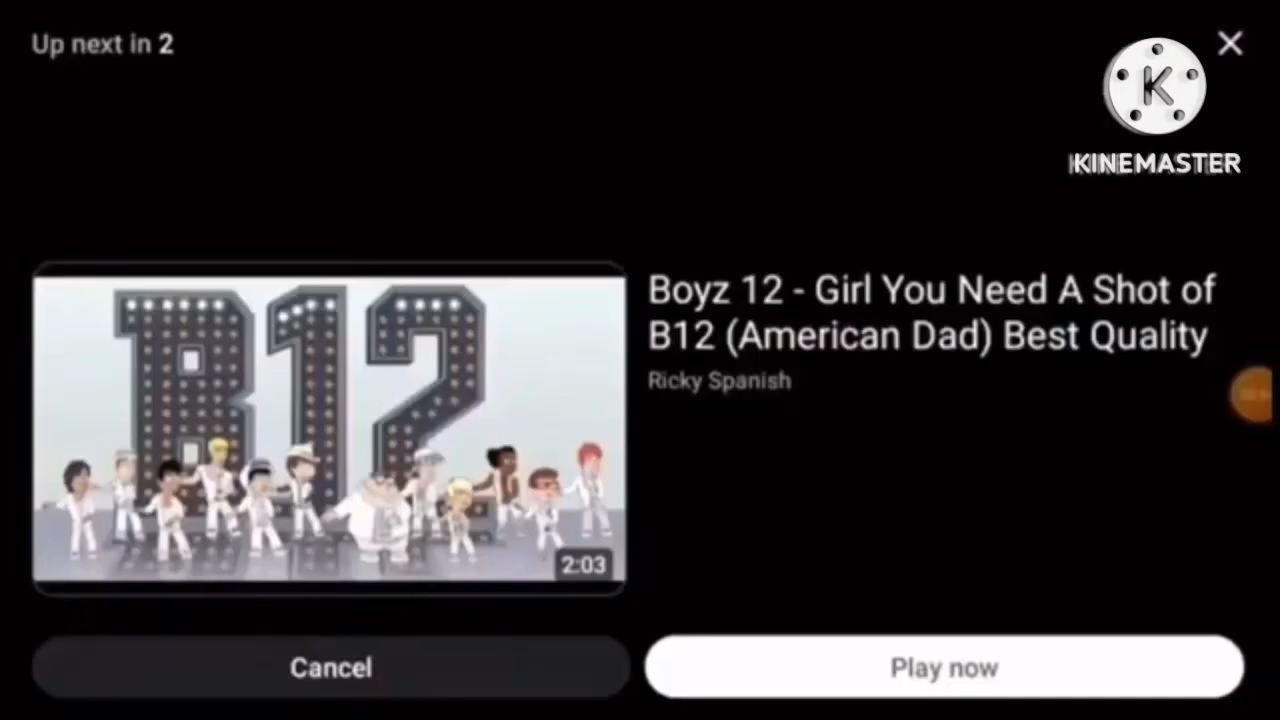 Up next in 2
K
KINEMASTER
B12
2:03
Boyz 12 - Girl You Need A Shot of
B12 (American Dad) Best Quality
Ricky Spanish
Cancel
Play now